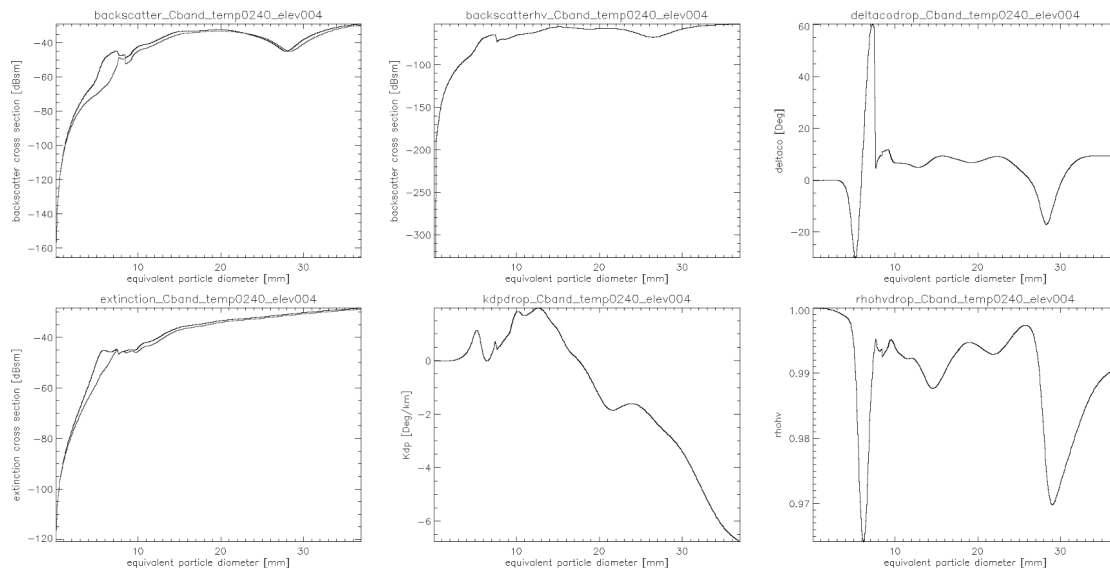 backscatter_Cband_temp0240_elev004
backscatter cross section [dBsm]
-40
-60
-80
-100
-120
-140
-160
10
20
30
equivalent particle diameter [mm]
backscatterhv_Cband_temp0240_elev004
backscatter cross section [dBsm]
-100
-150
-200
-250
-300
10
20
30
equivalent particle diameter [mm]
deltacodrop_Cband_temp0240_elev004
deltaco [Deg]
60
40
20
0
-20
10
20
30
equivalent particle diameter [mm]
extinction_Cband_temp0240_elev004
extinction cross section [dBsm]
-40
-60
-80
-100
-120
10
20
30
equivalent particle diameter [mm]
kdpdrop_Cband_temp0240_elev004
Kdp [Deg/km]
0
-2
-4
-6
10
20
30
equivalent particle diameter [mm]
rhohvdrop_Cband_temp0240_elev004
rhohv
1.00
0.99
0.98
0.97
10
20
30
equivalent particle diameter [mm]